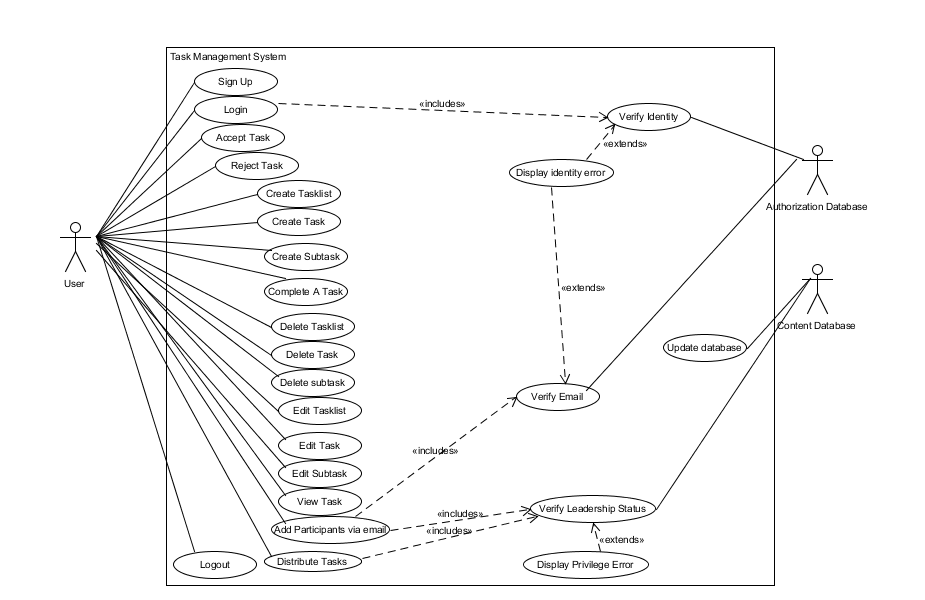 Task Management System
Sign Up
Login
«includes»
Verify Identity
Accept Task
«extends»
Reject Task
Display identity error
Create Tasklist
Authorization Database
Create Task
Create Subtask
User
Complete A Task
«extends»
Delete Tasklist
Content Database
Delete Task
Update database
Delete subtask
Verify Email
Edit Tasklist
Edit Task
«includes»
Edit Subtask
View Task
Verify Leadership Status
«includes»
Add Participants via email
«includes»
«extends»
Distribute Tasks
Logout
Display Privilege Error